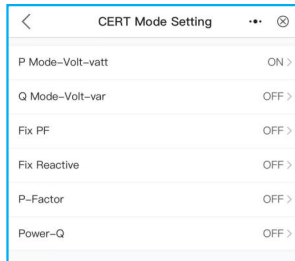 CERT Mode Setting
P Mode-Volt-vatt ON >
Q Mode-Volt-var OFF >
Fix PF OFF >
Fix Reactive OFF >
P-Factor OFF >
Power-Q OFF >